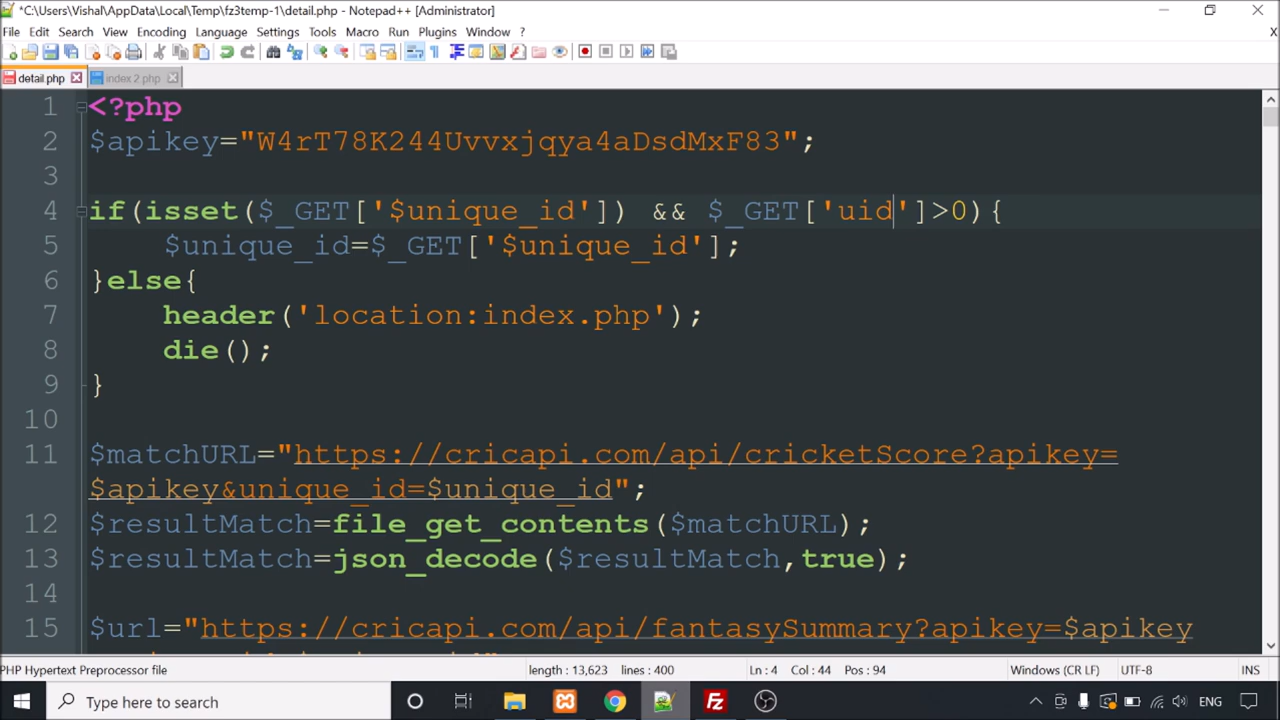 *C:\Users\Vishal\AppData\Local\Temp\fz3temp-1\detail.php - Notepad++ [Administrator]
File Edit Search View Encoding Language Settings Tools Macro Run Plugins Window ? X
detail.php index 2 php
1 <?php
2 $apikey="W4rT78K244Uvvxjqya4aDsdMxF83";
3
4 if(isset($_GET['$unique_id']) && $_GET['uid']>0){
5 $unique_id=$_GET['$unique_id'];
6 }else{
7 header('location:index.php');
8 die();
9 }
10
11 $matchURL="https://cricapi.com/api/cricketScore?apikey=
$apikey&unique_id=$unique_id";
12 $resultMatch=file_get_contents($matchURL);
13 $resultMatch=json_decode($resultMatch,true);
14
15 $url="https://cricapi.com/api/fantasySummary?apikey=$apikey
PHP Hypertext Preprocessor file length : 13,623 lines : 400 Ln : 4 Col : 44 Pos : 94 Windows (CR LF) UTF-8 INS
Type here to search ENG